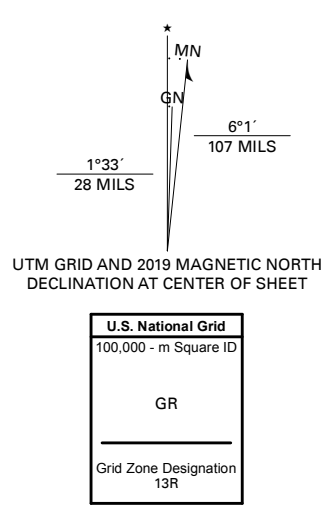 ★
MN
GN
6°1´
107 MILS
1°33´
28 MILS
UTM GRID AND 2019 MAGNETIC NORTH
DECLINATION AT CENTER OF SHEET
U.S. National Grid
100,000 - m Square ID
GR
Grid Zone Designation
13R